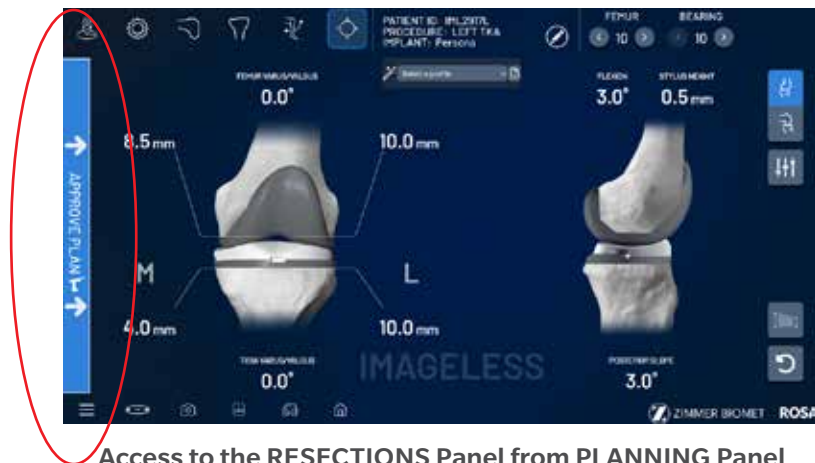 PATIENT ID: IML2917L
PROCEDURE: LEFT TKA
IMPLANT: Persona
FEMUR
10
BEARING
10
Select a profile
FEMUR VARUS/VALGUS
0.0°
FLEXION
3.0°
STYLUS HEIGHT
0.5 mm
8.5 mm
10.0 mm
APPROVE PLAN
M
L
4.0 mm
10.0 mm
TIBIA VARUS/VALGUS
0.0°
IMAGELESS
POSTERIOR SLOPE
3.0°
ZIMMER BIOMET
ROSA
Access to the RESECTIONS Panel from PLANNING Panel